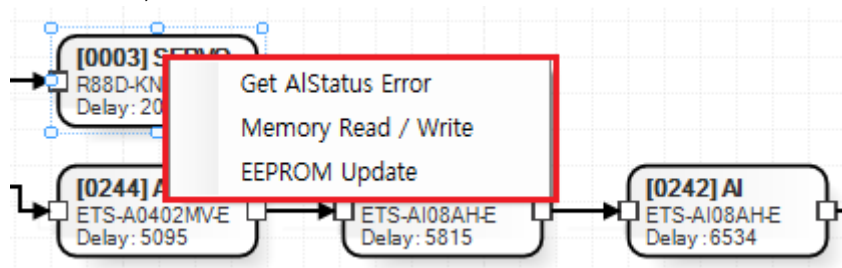 [0003] SERVO
R88D-KN
Delay: 20
Get AlStatus Error
Memory Read / Write
EEPROM Update
[0244] A
ETS-A0402MV-E
Delay: 5095
ETS-AI08AH-E
Delay: 5815
[0242] AI
ETS-AI08AH-E
Delay :6534